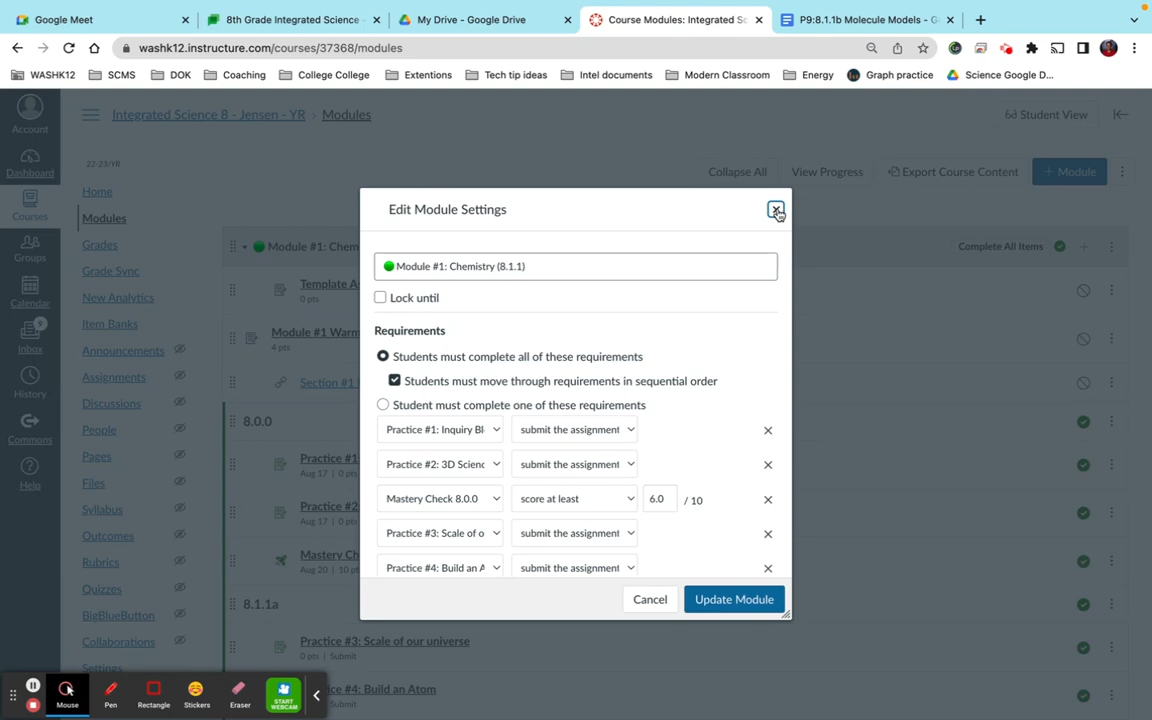 Google Meet
8th Grade Integrated Science -
My Drive - Google Drive
Course Modules: Integrated Sc
P9:8.1.1b Molecule Models - G
washk12.instructure.com/courses/37368/modules
WASHK12
SCMS
DOK
Coaching
College College
Extentions
Tech tip ideas
Intel documents
Modern Classroom
Energy
Graph practice
Science Google D...
Account
Dashboard
Courses
Groups
Calendar
9
Inbox
History
Commons
Help
Integrated Science 8 - Jensen - YR > Modules
Student View
22-23/YR
Home
Modules
Grades
Grade Sync
New Analytics
Item Banks
Announcements
Assignments
Discussions
People
Pages
Files
Syllabus
Outcomes
Rubrics
Quizzes
BigBlueButton
Collaborations
Settings
Collapse All
View Progress
Export Course Content
+ Module
Module #1: Chem
Complete All Items
Template As
0 pts
Module #1 Warm
4 pts
Section #1
8.0.0
Practice #1
Aug 17 | 0 pts
Practice #2
Aug 17 | 0 pts
Mastery Ch
Aug 20 | 10 pt
8.1.1a
Practice #3: Scale of our universe
0 pts | Submit
Practice #4: Build an Atom
Submit
Edit Module Settings
Module #1: Chemistry (8.1.1)
Lock until
Requirements
Students must complete all of these requirements
Students must move through requirements in sequential order
Student must complete one of these requirements
Practice #1: Inquiry Bl
submit the assignment
Practice #2: 3D Scienc
submit the assignment
Mastery Check 8.0.0
score at least
6.0
/ 10
Practice #3: Scale of o
submit the assignment
Practice #4: Build an A
submit the assignment
Cancel
Update Module
Mouse
Pen
Rectangle
Stickers
Eraser
START
WEBCAM